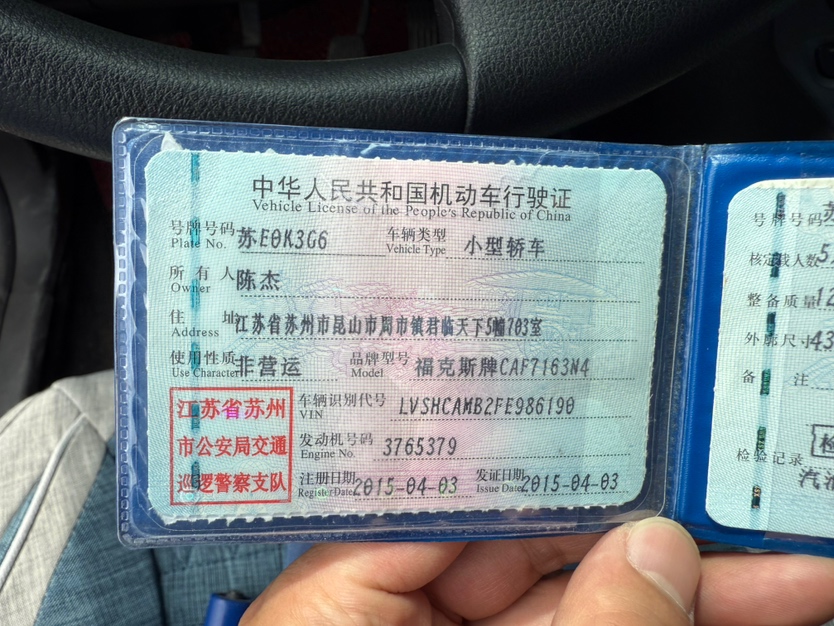 中华人民共和国机动车行驶证
Vehicle License of the People's Republic of China
号牌号码 苏E0K3G6 车辆类型 小型轿车
Plate No. Vehicle Type
所有人 陈杰
Owner
住址 江苏省苏州市昆山市周市镇君临天下5幢703室
Address
使用性质 非营运 品牌型号 福克斯牌CAF7163N4
Use Character Model
江苏省苏州
市公安局交通
巡逻警察支队
车辆识别代号 LVSHCAMB2FE986190
VIN
发动机号码 3765379
Engine No.
注册日期 2015-04-03 发证日期 2015-04-03
Register Date Issue Date
号牌号码
核定载人数 5
整备质量
外廓尺寸 43
备注
检验记录